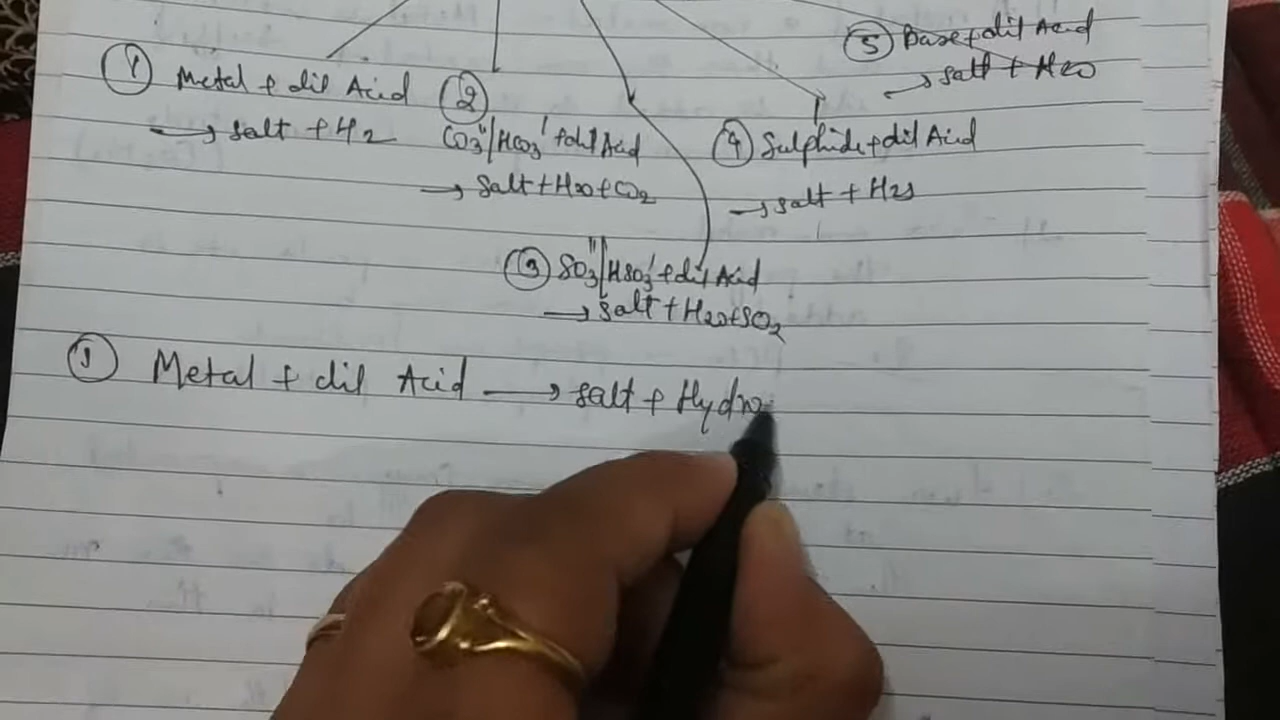 ① Metal + dil Acid
→ salt + H2
②
CO3"/HCO3' + dil Acid
→ salt + H2O + CO2
③ SO3"/HSO3' + dil Acid
→ salt + H2O + SO2
④ Sulphide + dil Acid
→ salt + H2S
⑤ Base + dil Acid
→ salt + H2O
① Metal + dil Acid → salt + Hydro